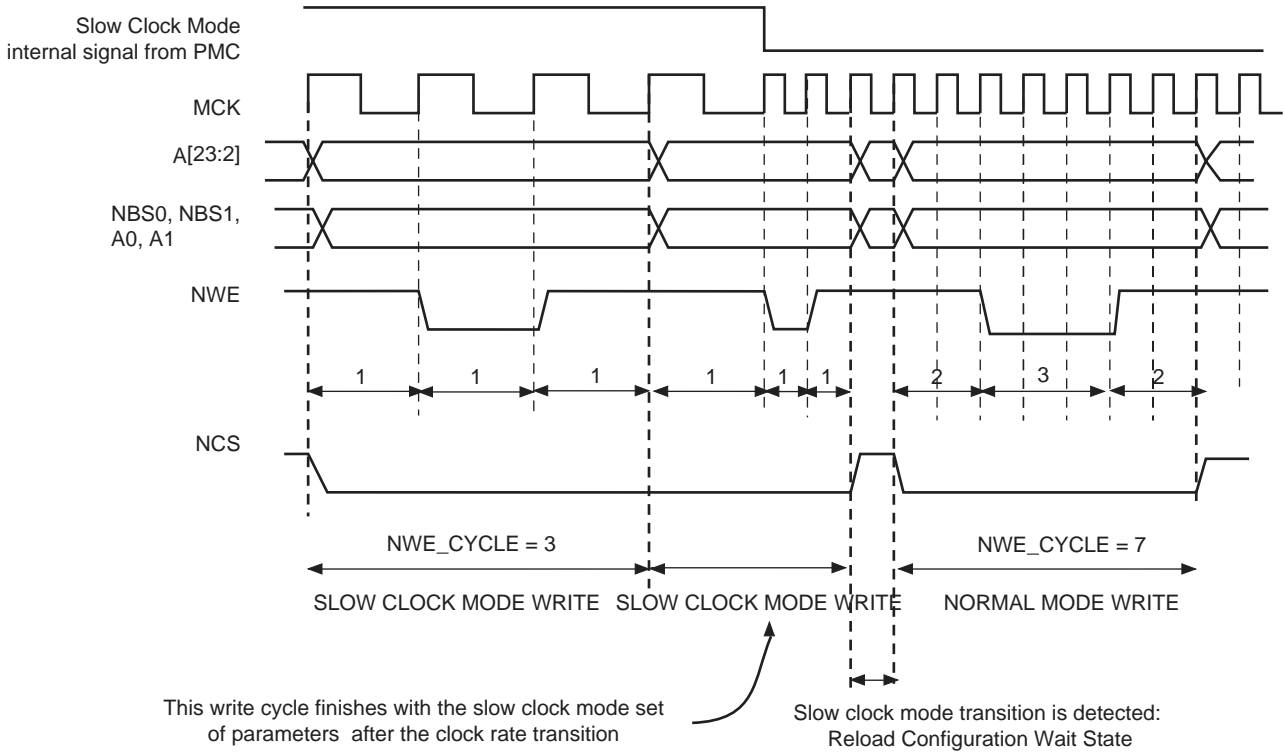 Slow Clock Mode
internal signal from PMC
MCK
A[23:2]
NBS0, NBS1,
A0, A1
NWE
1 1 1 1 1 1 2 3 2
NCS
NWE_CYCLE = 3 NWE_CYCLE = 7
SLOW CLOCK MODE WRITE SLOW CLOCK MODE WRITE NORMAL MODE WRITE
This write cycle finishes with the slow clock mode set
of parameters after the clock rate transition
Slow clock mode transition is detected:
Reload Configuration Wait State